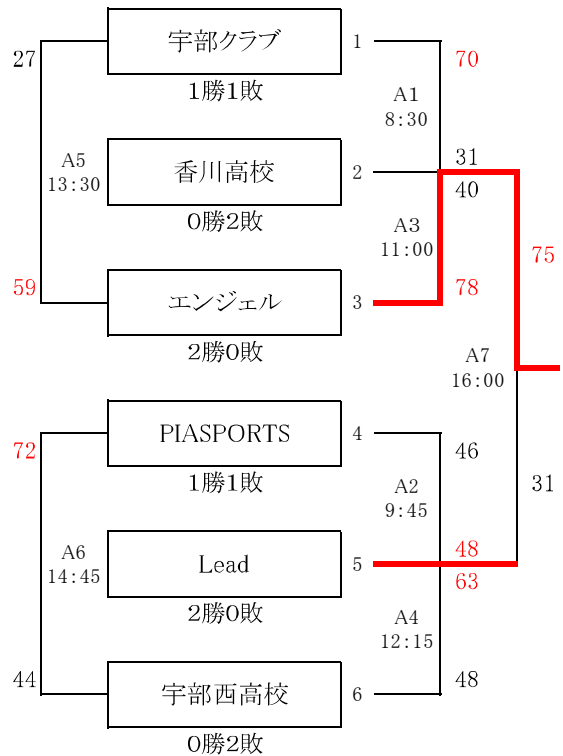 宇部クラブ
1
70
27
1勝1敗
A1
8:30
A5
13:30
香川高校
2
31
40
0勝2敗
A3
11:00
75
59
エンジェル
3
78
2勝0敗
A7
16:00
PIASPORTS
4
46
72
1勝1敗
A2
9:45
31
A6
14:45
Lead
5
48
63
2勝0敗
A4
12:15
44
宇部西高校
6
48
0勝2敗